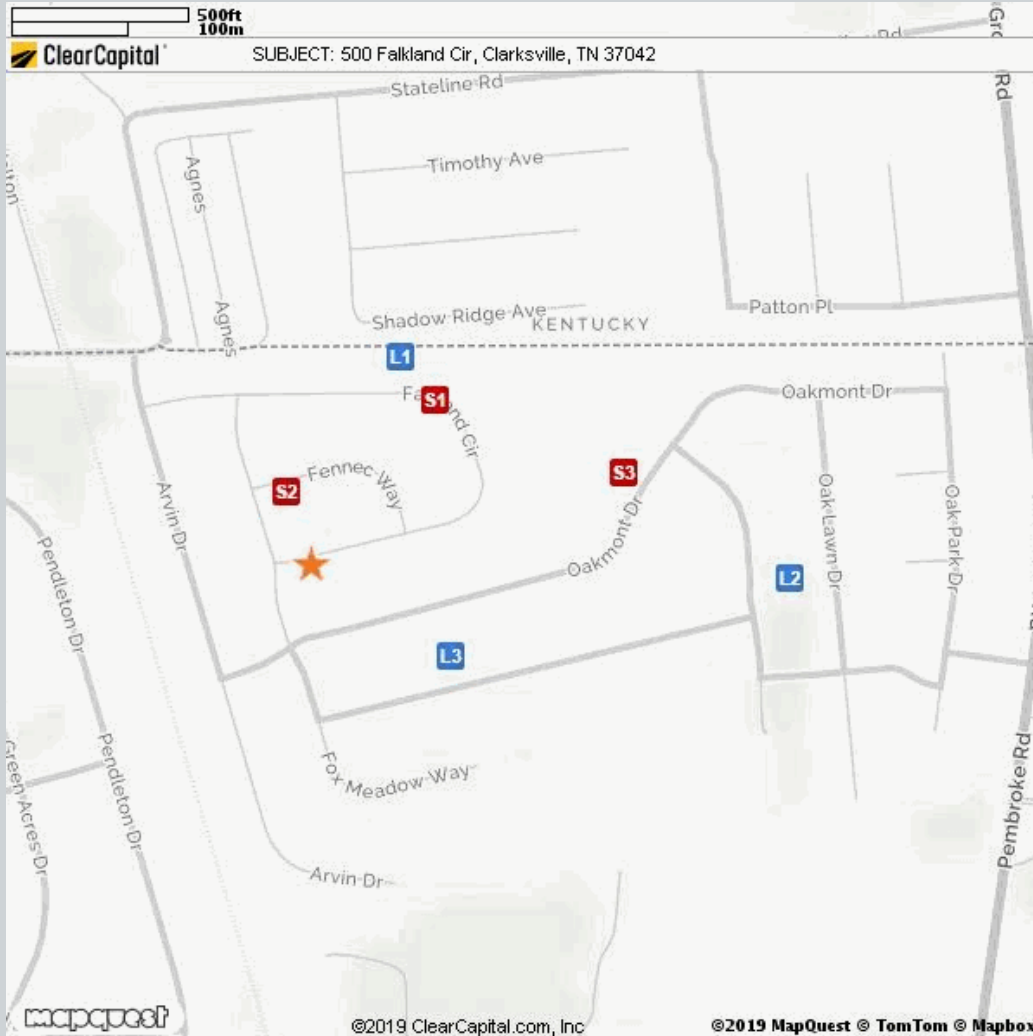 500ft
100m
ClearCapital
SUBJECT: 500 Falkland Cir, Clarksville, TN 37042
Stateline Rd
Rd
Timothy Ave
Agnes
Agnes
Shadow Ridge Ave
KENTUCKY
Patton Pl
L1
S1
Oakmont Dr
S3
S2
Fennec Way
Arvin Dr
Oak Lawn Dr
Oak Park Dr
Oakmont Dr
L2
Pendleton Dr
L3
Fox Meadow Way
Pendleton Dr
Green Acres Dr
Pembroke Rd
Arvin Dr
mapquest
©2019 ClearCapital.com, Inc
©2019 MapQuest © TomTom © Mapbox